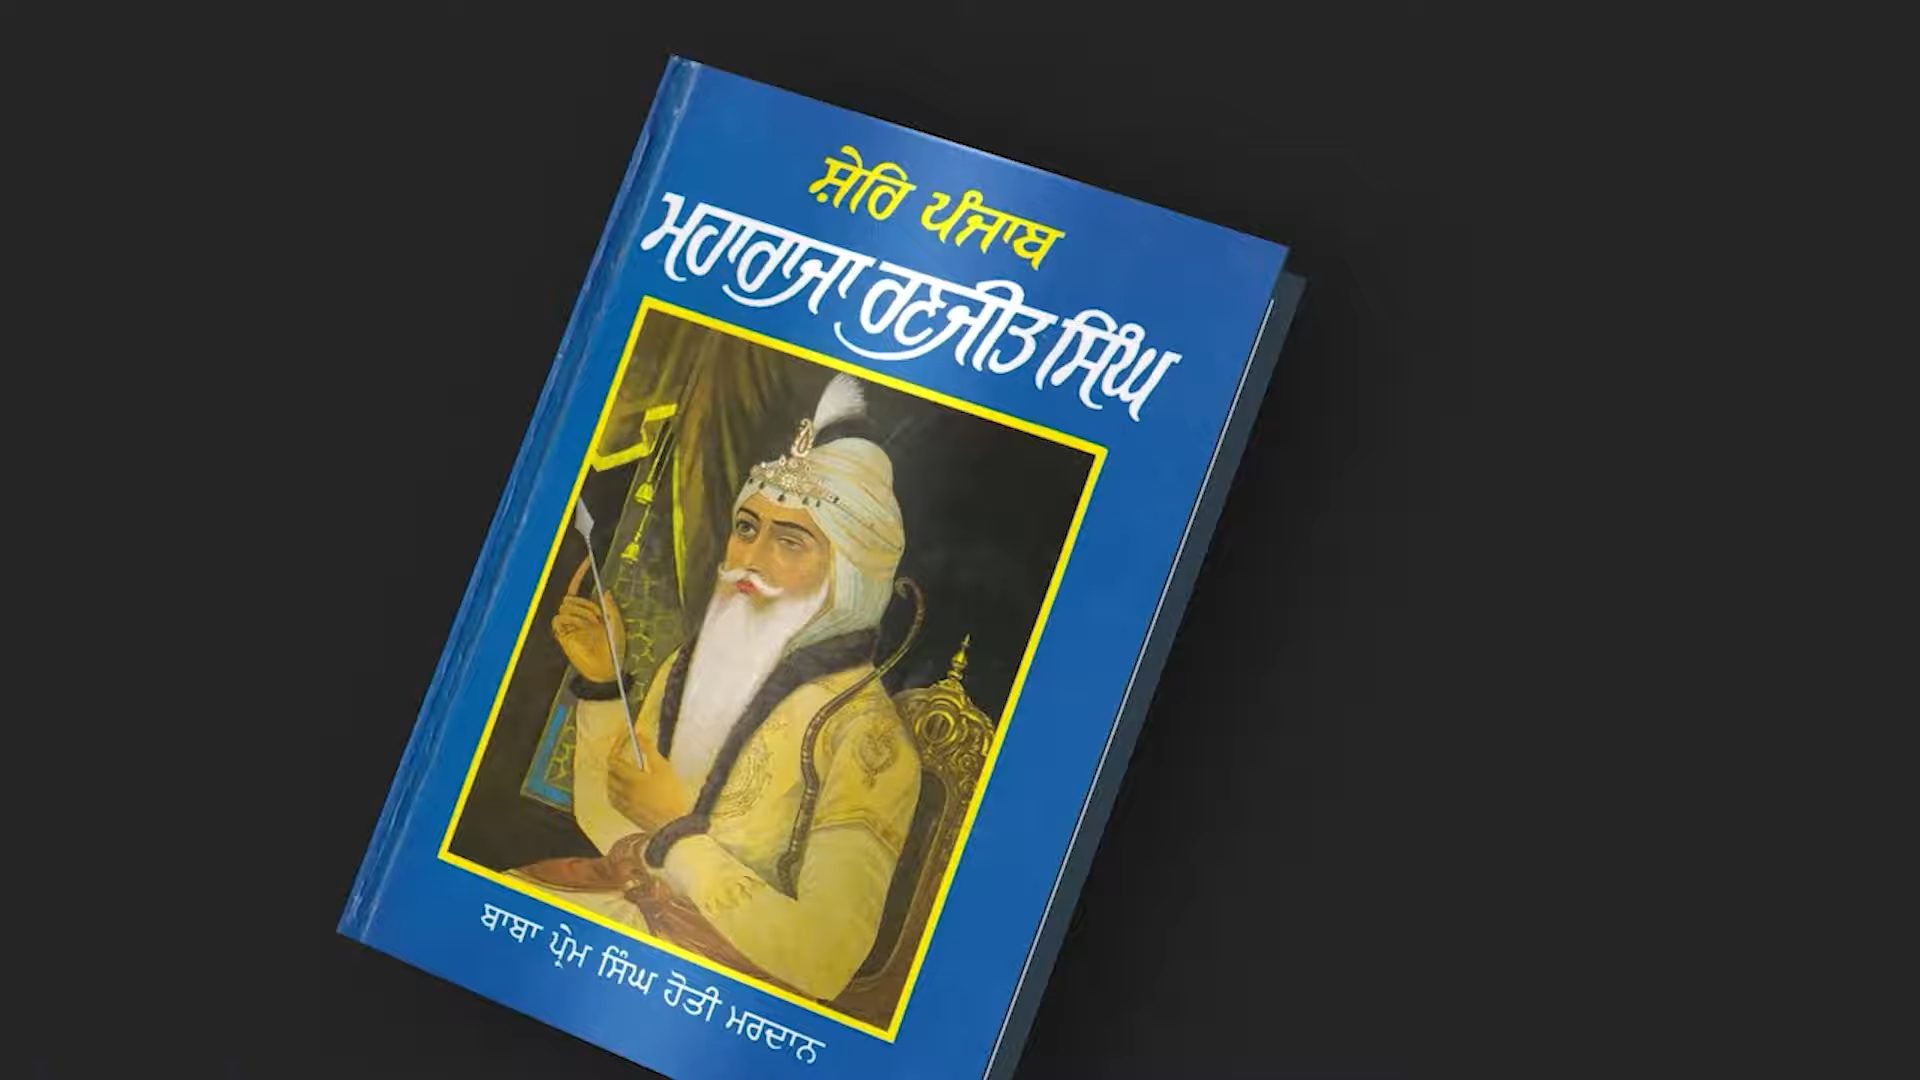 ਸ਼ੇਰਿ ਪੰਜਾਬ
ਮਹਾਰਾਜਾ ਰਣਜੀਤ ਸਿੰਘ
ਬਾਬਾ ਪ੍ਰੇਮ ਸਿੰਘ ਹੋਤੀ ਮਰਦਾਨ